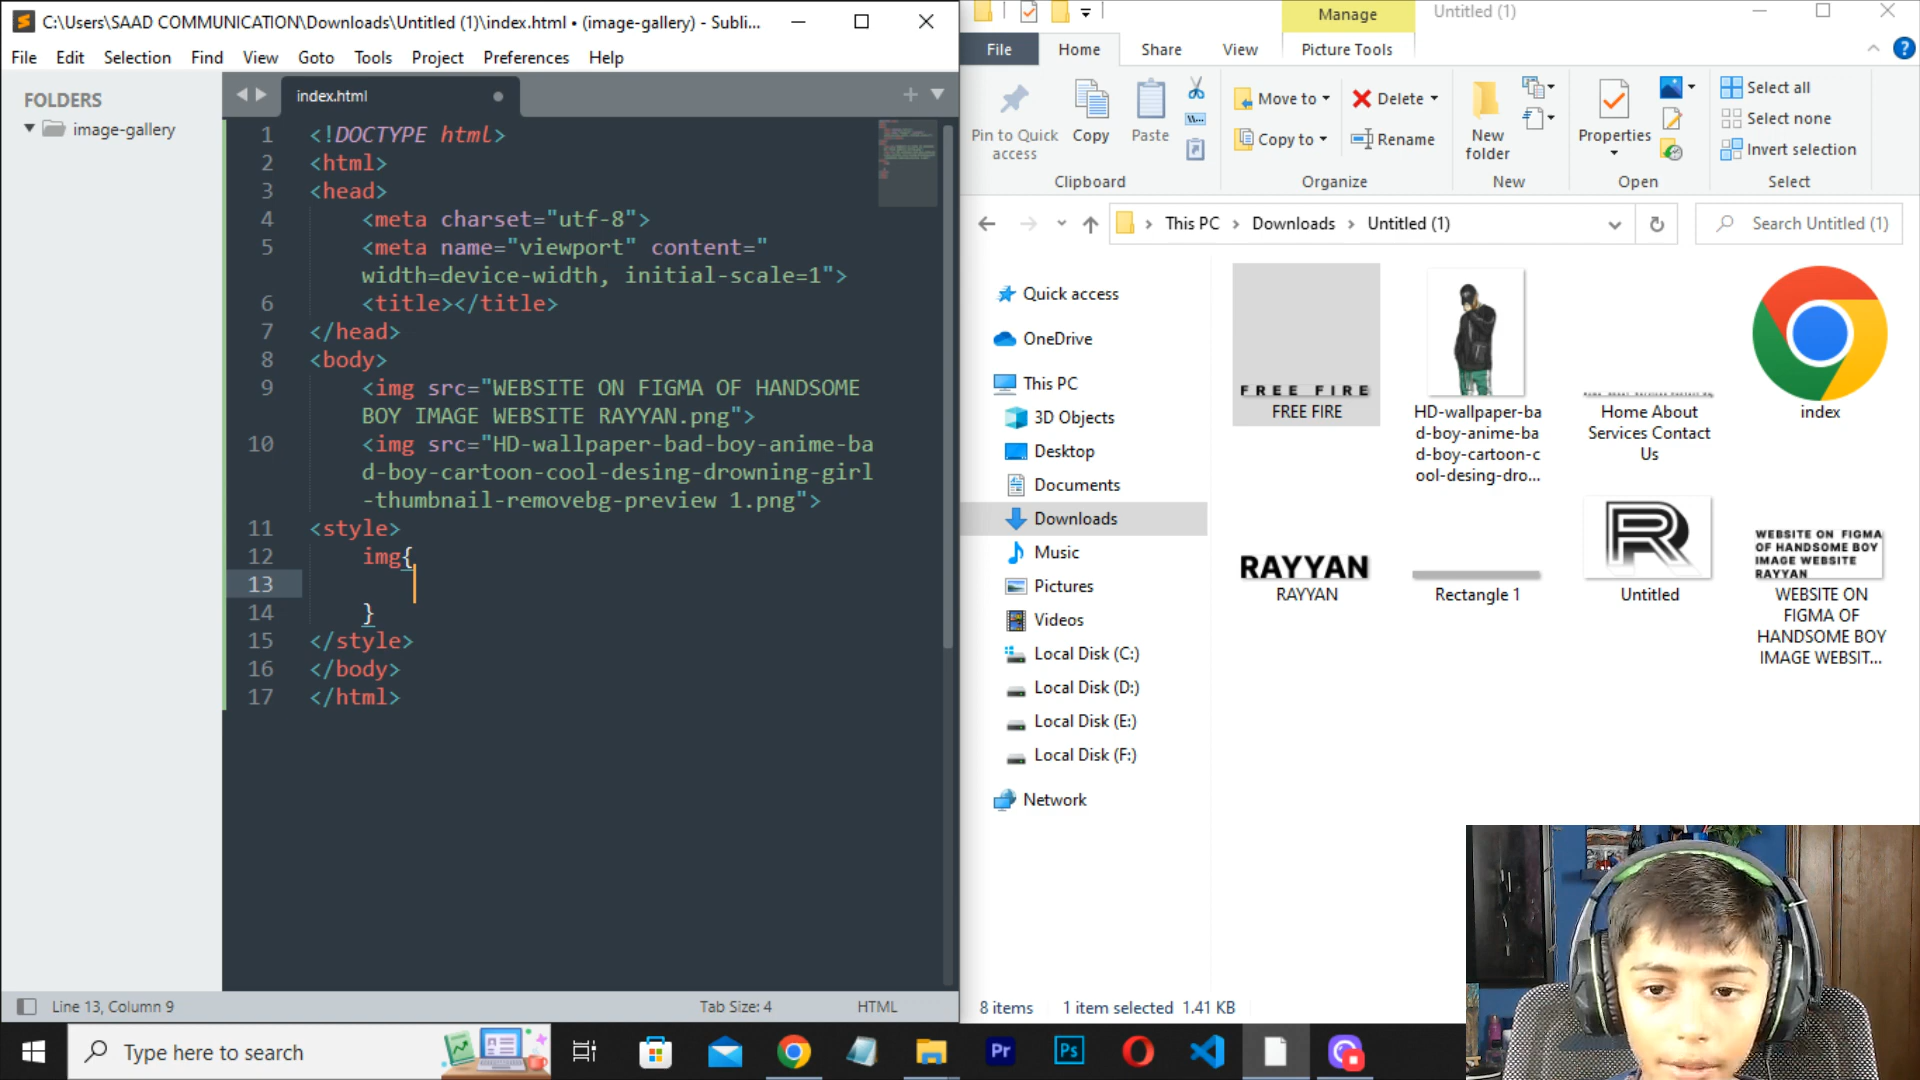 C:\Users\SAAD COMMUNICATION\Downloads\Untitled (1)\index.html • (image-gallery) - Subli...
File Edit Selection Find View Goto Tools Project Preferences Help
FOLDERS
image-gallery
index.html
1 <!DOCTYPE html>
2 <html>
3 <head>
4 <meta charset="utf-8">
5 <meta name="viewport" content="
width=device-width, initial-scale=1">
6 <title></title>
7 </head>
8 <body>
9 <img src="WEBSITE ON FIGMA OF HANDSOME
BOY IMAGE WEBSITE RAYYAN.png">
10 <img src="HD-wallpaper-bad-boy-anime-ba
d-boy-cartoon-cool-desing-drowning-girl
-thumbnail-removebg-preview 1.png">
11 <style>
12 img{
13
14 }
15 </style>
16 </body>
17 </html>
Line 13, Column 9
Tab Size: 4
HTML
Manage
Untitled (1)
File Home Share View Picture Tools
Pin to Quick
access
Copy
Paste
Clipboard
Move to
Copy to
Delete
Rename
Organize
New
folder
New
Properties
Open
Select all
Select none
Invert selection
Select
This PC > Downloads > Untitled (1)
Search Untitled (1)
Quick access
OneDrive
This PC
3D Objects
Desktop
Documents
Downloads
Music
Pictures
Videos
Local Disk (C:)
Local Disk (D:)
Local Disk (E:)
Local Disk (F:)
Network
FREE FIRE
FREE FIRE
HD-wallpaper-ba
d-boy-anime-ba
d-boy-cartoon-c
ool-desing-dro...
Home About
Services Contact
Us
index
RAYYAN
RAYYAN
Rectangle 1
R
Untitled
WEBSITE ON FIGMA
OF HANDSOME BOY
IMAGE WEBSITE
RAYYAN
WEBSITE ON
FIGMA OF
HANDSOME BOY
IMAGE WEBSIT...
8 items 1 item selected 1.41 KB
Type here to search
Pr
Ps